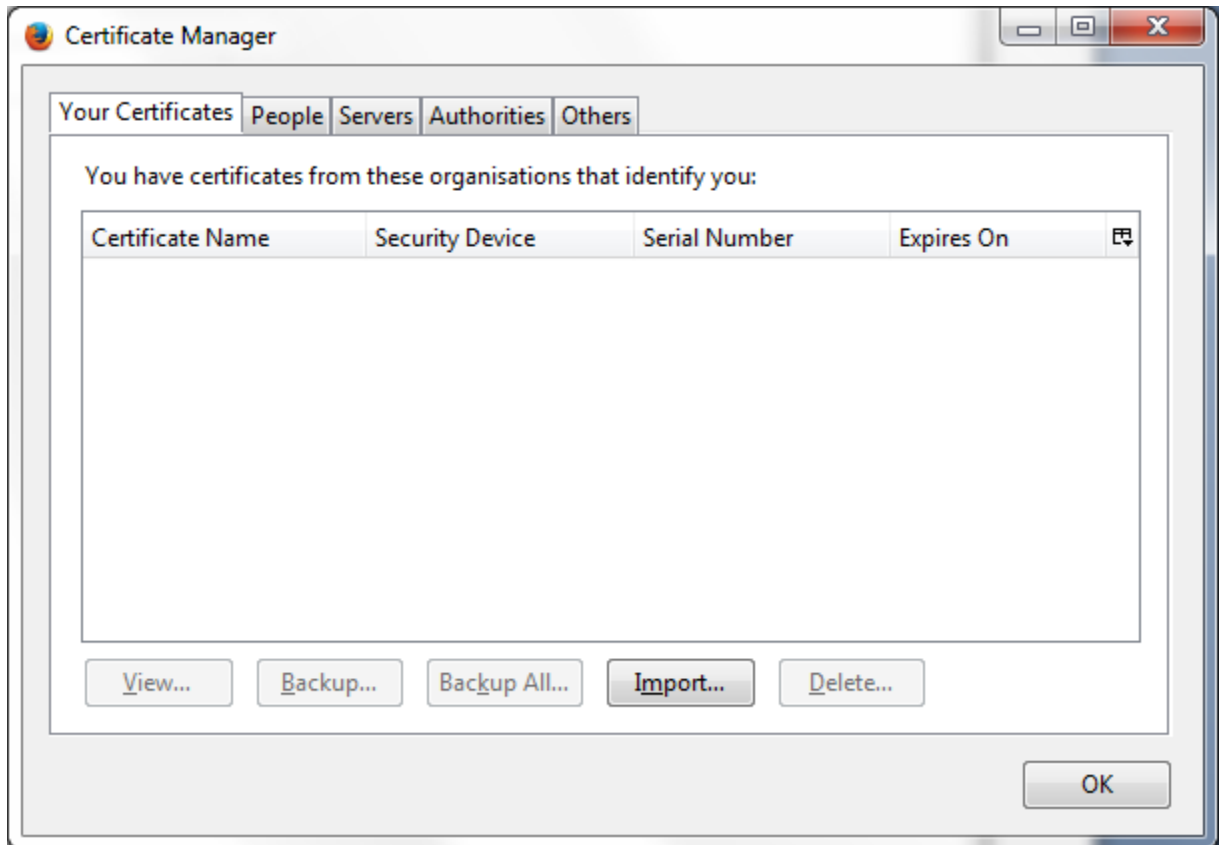 Certificate Manager
Your Certificates People Servers Authorities Others
You have certificates from these organisations that identify you:
Certificate Name Security Device Serial Number Expires On
View... Backup... Backup All... Import... Delete...
OK